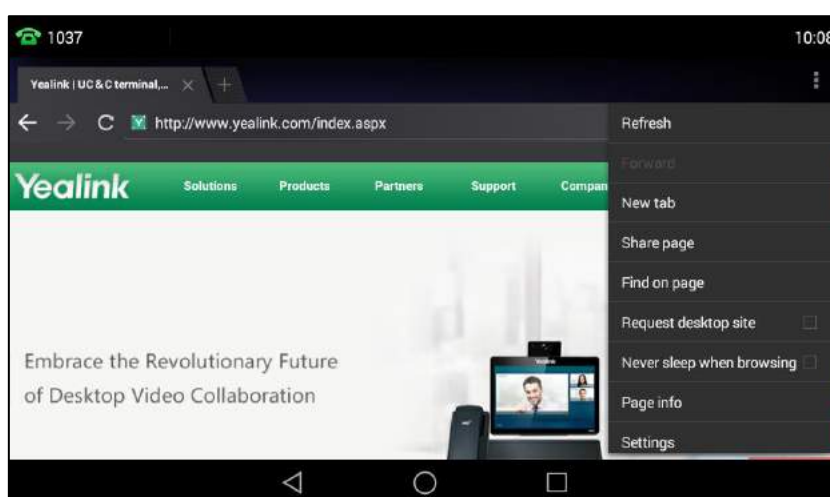 1037
10:08
Yealink | UC & C terminal,...
http://www.yealink.com/index.aspx
Yealink
Solutions Products Partners Support Compan
Embrace the Revolutionary Future
of Desktop Video Collaboration
Refresh
Forward
New tab
Share page
Find on page
Request desktop site
Never sleep when browsing
Page info
Settings